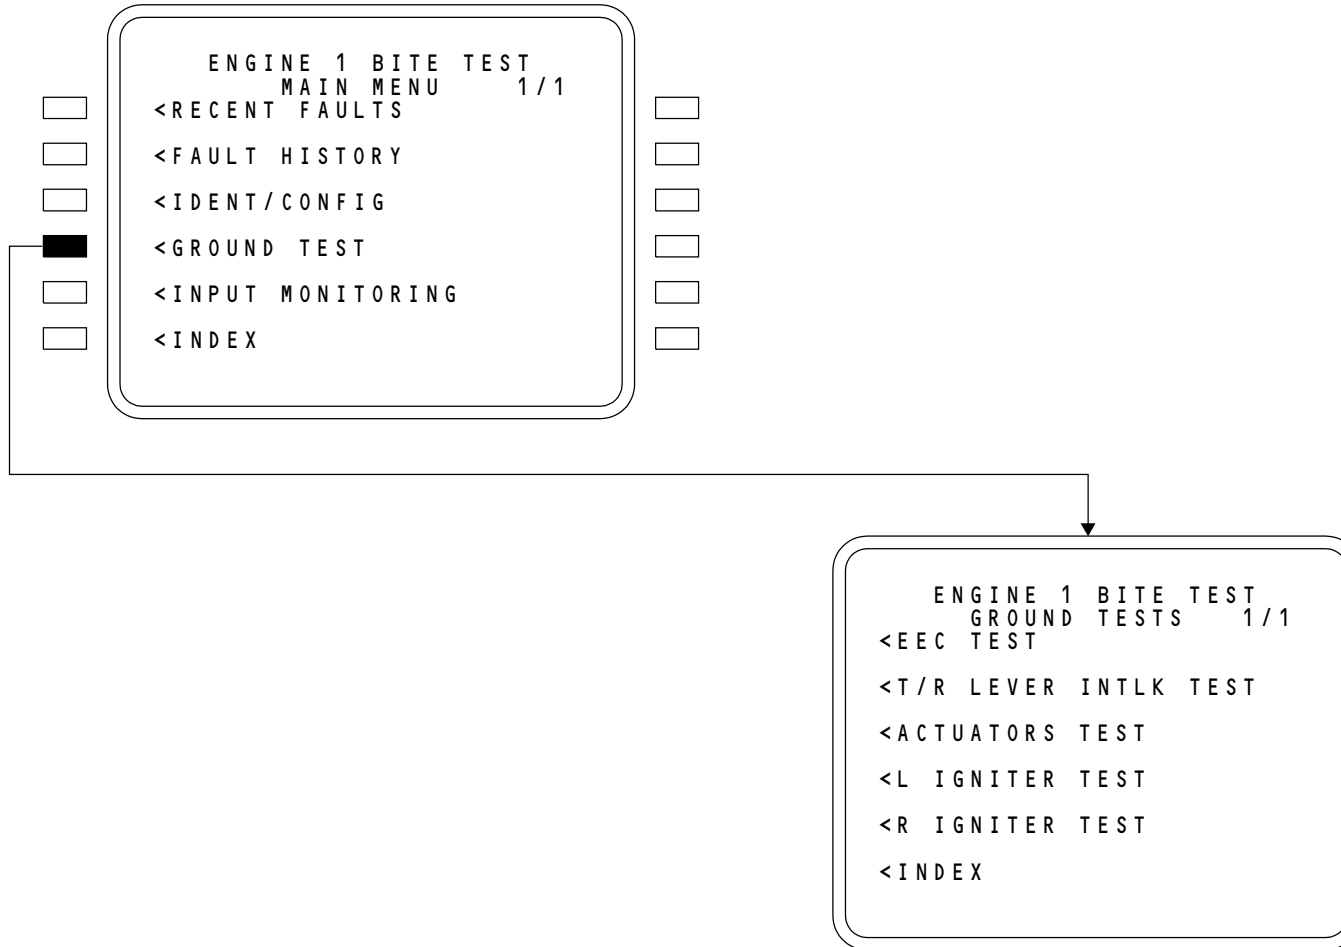 ENGINE 1 BITE TEST
MAIN MENU 1/1
<RECENT FAULTS
<FAULT HISTORY
<IDENT/CONFIG
<GROUND TEST
<INPUT MONITORING
<INDEX
ENGINE 1 BITE TEST
GROUND TESTS 1/1
<EEC TEST
<T/R LEVER INTLK TEST
<ACTUATORS TEST
<L IGNITER TEST
<R IGNITER TEST
<INDEX